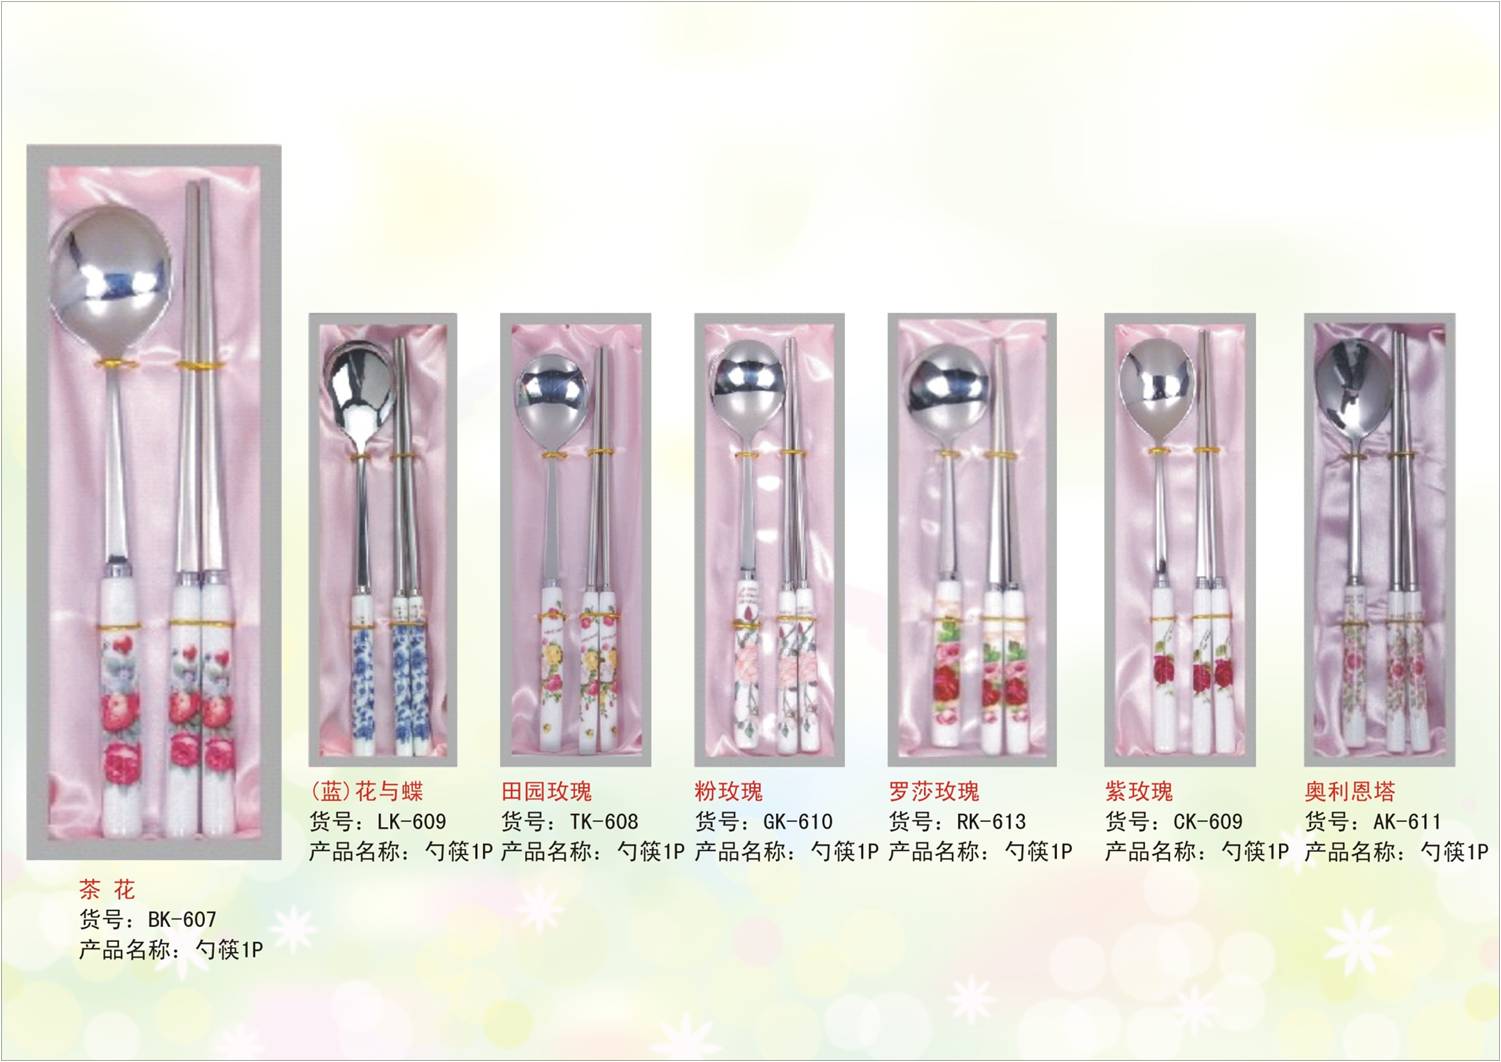 茶 花
货号: BK-607
产品名称: 勺筷1P
(蓝)花与蝶
货号: LK-609
产品名称: 勺筷1P
田园玫瑰
货号: TK-608
产品名称: 勺筷1P
粉玫瑰
货号: GK-610
产品名称: 勺筷1P
罗莎玫瑰
货号: RK-613
产品名称: 勺筷1P
紫玫瑰
货号: CK-609
产品名称: 勺筷1P
奥利恩塔
货号: AK-611
产品名称: 勺筷1P